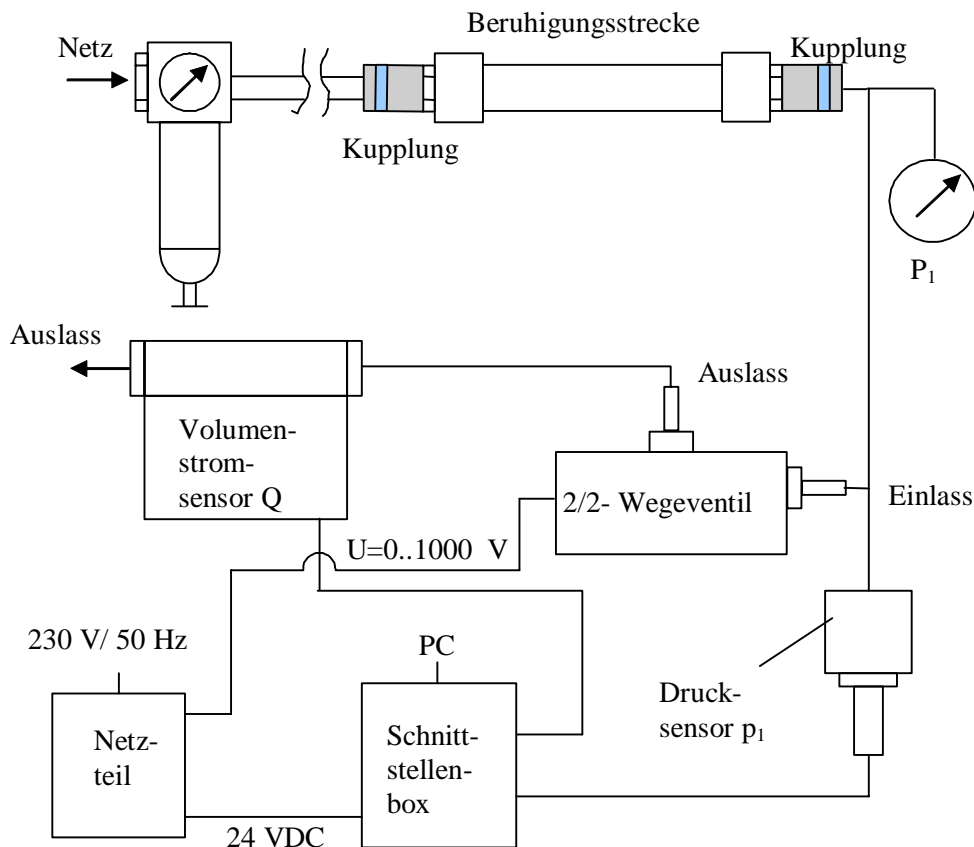 Beruhigungsstrecke
Netz
Kupplung
Kupplung
P1
Auslass
Auslass
Volumen-
strom-
sensor Q
2/2- Wegeventil
Einlass
U=0..1000 V
230 V/ 50 Hz
PC
Druck-
sensor p1
Netz-
teil
Schnitt-
stellen-
box
24 VDC